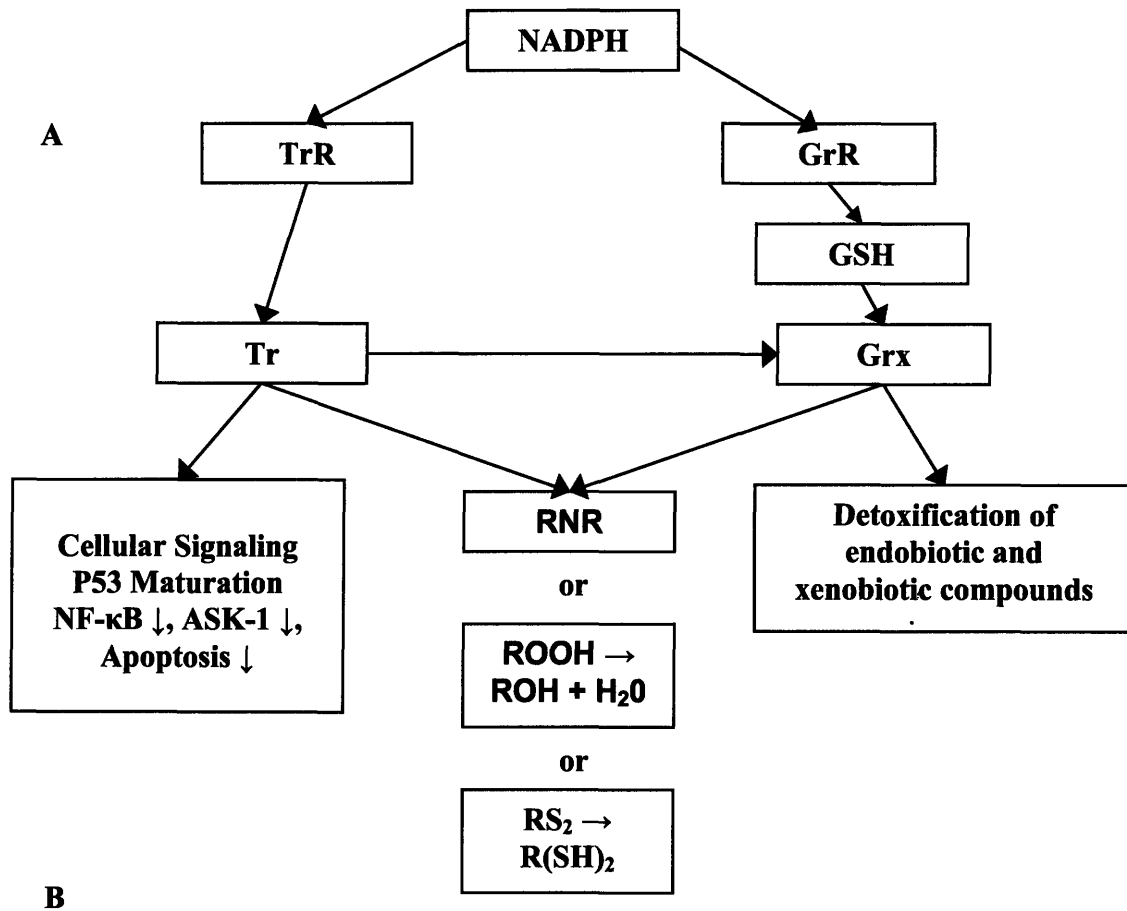 NADPH
A
TrR
GrR
GSH
Tr
Grx
Cellular Signaling
P53 Maturation
NF-κB ↓, ASK-1 ↓,
Apoptosis ↓
RNR
or
ROOH →
ROH + H₂0
or
RS₂ →
R(SH)₂
Detoxification of
endobiotic and
xenobiotic compounds
B